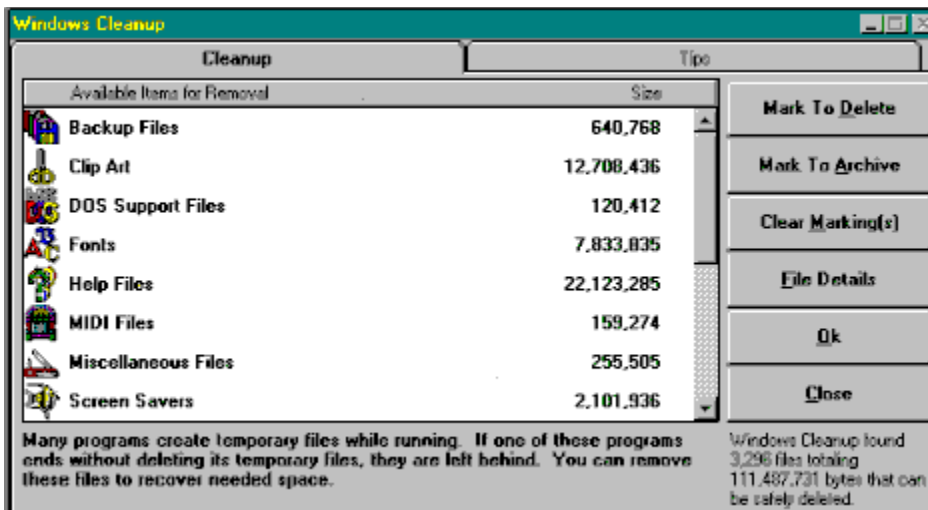 Windows Cleanup
Cleanup Tips
Available Items for Removal Size
Backup Files 640,768
Clip Art 12,708,436
DOS Support Files 120,412
Fonts 7,833,835
Help Files 22,123,285
MIDI Files 159,274
Miscellaneous Files 255,505
Screen Savers 2,101,936
Mark To Delete
Mark To Archive
Clear Marking(s)
File Details
Ok
Close
Many programs create temporary files while running. If one of these programs
ends without deleting its temporary files, they are left behind. You can remove
these files to recover needed space.
Windows Cleanup found
3,296 files totaling
111,487,731 bytes that can
be safely deleted.